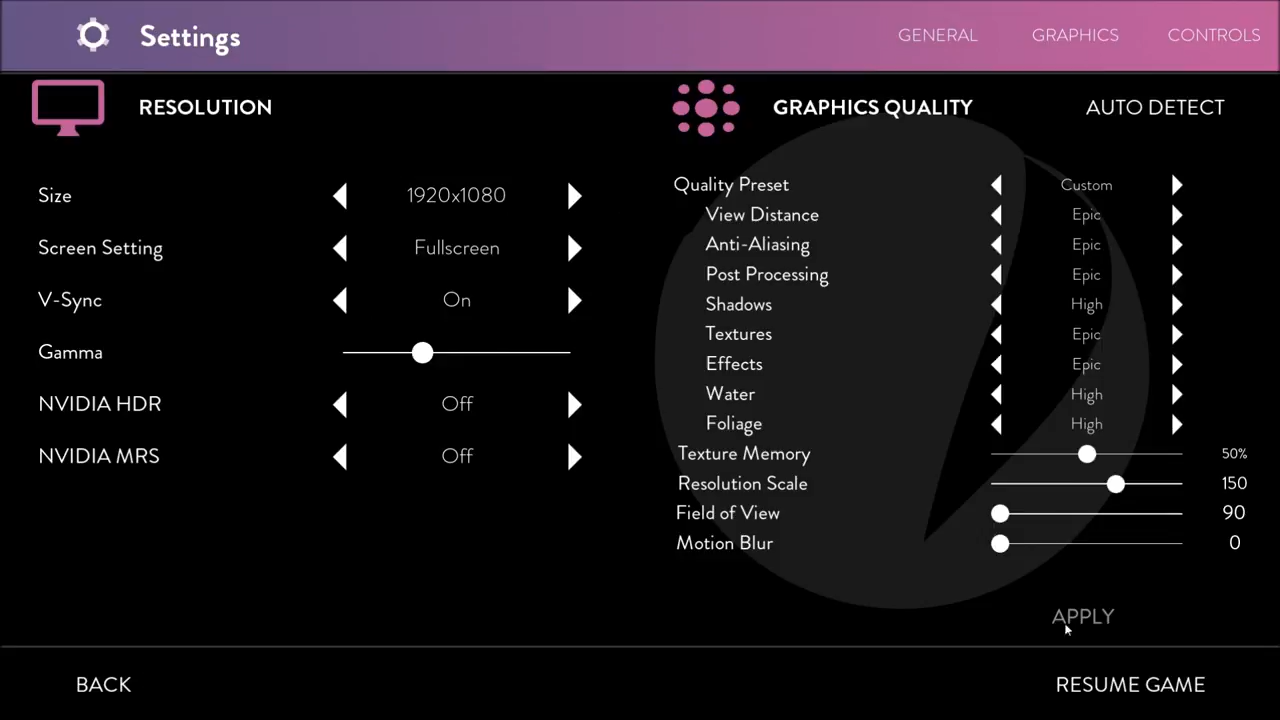 Settings
GENERAL GRAPHICS CONTROLS
RESOLUTION
Size 1920x1080
Screen Setting Fullscreen
V-Sync On
Gamma
NVIDIA HDR Off
NVIDIA MRS Off
GRAPHICS QUALITY AUTO DETECT
Quality Preset Custom
View Distance Epic
Anti-Aliasing Epic
Post Processing Epic
Shadows High
Textures Epic
Effects Epic
Water High
Foliage High
Texture Memory 50%
Resolution Scale 150
Field of View 90
Motion Blur 0
APPLY
BACK RESUME GAME